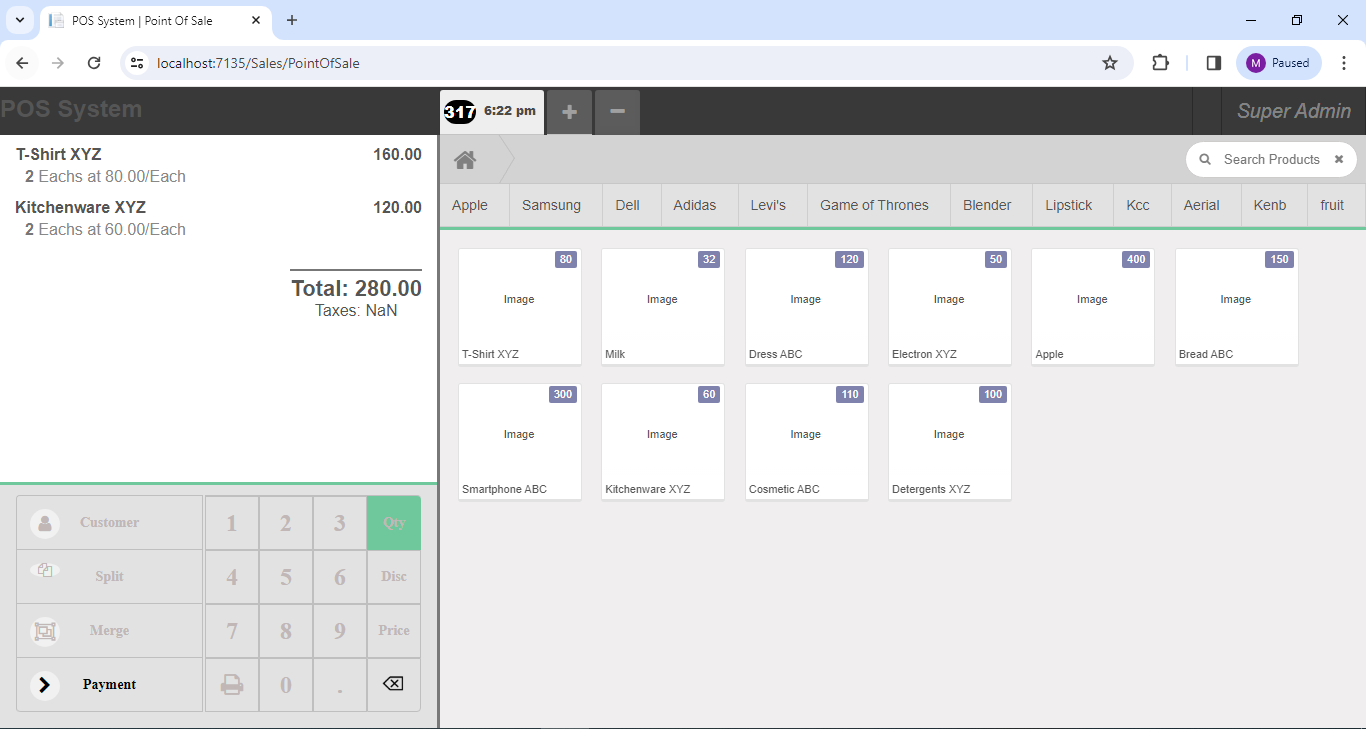 POS System | Point Of Sale
localhost:7135/Sales/PointOfSale
M Paused
POS System
317 6:22 pm
Super Admin
T-Shirt XYZ 160.00
2 Eachs at 80.00/Each
Kitchenware XYZ 120.00
2 Eachs at 60.00/Each
Total: 280.00
Taxes: NaN
Customer 1 2 3 Qty
Split 4 5 6 Disc
Merge 7 8 9 Price
Payment 0 .
Search Products
Apple Samsung Dell Adidas Levi's Game of Thrones Blender Lipstick Kcc Aerial Kenb fruit
80 32 120 50 400 150
Image Image Image Image Image Image
T-Shirt XYZ Milk Dress ABC Electron XYZ Apple Bread ABC
300 60 110 100
Image Image Image Image
Smartphone ABC Kitchenware XYZ Cosmetic ABC Detergents XYZ